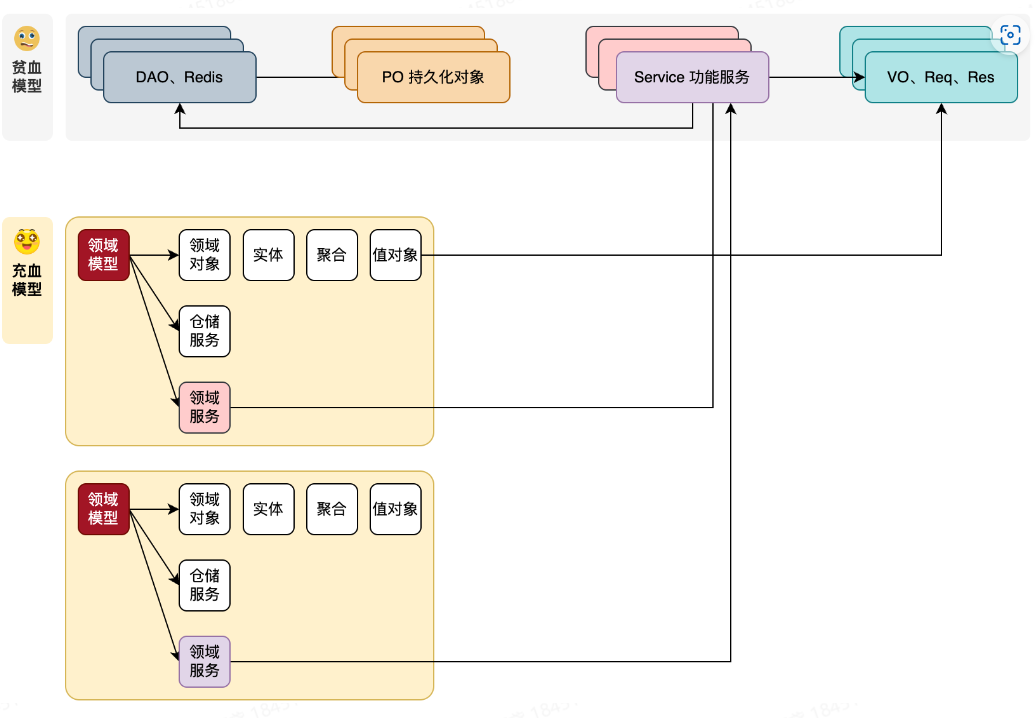 贫血
模型
DAO、Redis
PO 持久化对象
Service 功能服务
VO、Req、Res
充血
模型
领域
模型
领域
对象
实体
聚合
值对象
仓储
服务
领域
服务
领域
模型
领域
对象
实体
聚合
值对象
仓储
服务
领域
服务